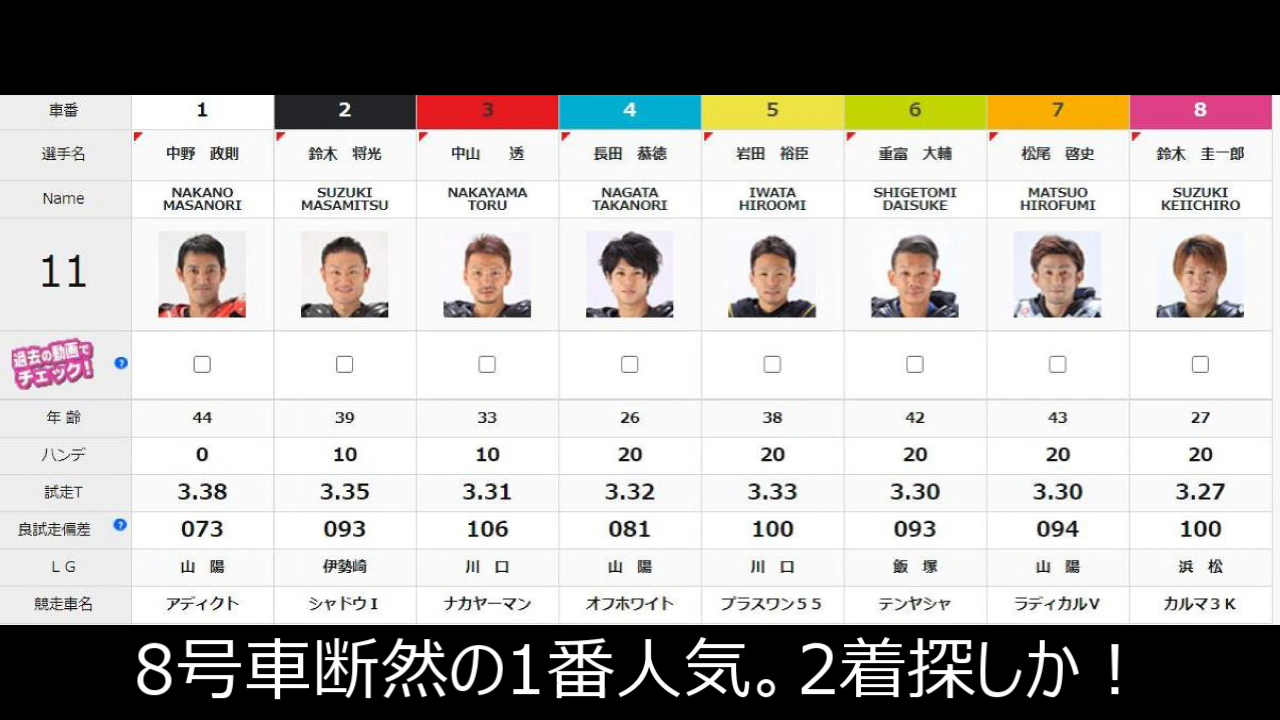 車番 1 2 3 4 5 6 7 8
選手名 中野 政則 鈴木 将光 中山 透 長田 恭徳 岩田 裕臣 重富 大輔 松尾 啓史 鈴木 圭一郎
Name NAKANO MASANORI SUZUKI MASAMITSU NAKAYAMA TORU NAGATA TAKANORI IWATA HIROOMI SHIGETOMI DAISUKE MATSUO HIROFUMI SUZUKI KEIICHIRO
11
過去の動画で
チェック! ?
年齢 44 39 33 26 38 42 43 27
ハンデ 0 10 10 20 20 20 20 20
試走T 3.38 3.35 3.31 3.32 3.33 3.30 3.30 3.27
良試走偏差 ? 073 093 106 081 100 093 094 100
LG 山陽 伊勢崎 川口 山陽 川口 飯塚 山陽 浜松
競走車名 アディクト シャドウI ナカヤーマン オフホワイト プラスワン55 テンヤシャ ラディカルV カルマ3K
8号車断然の1番人気。2着探しか！